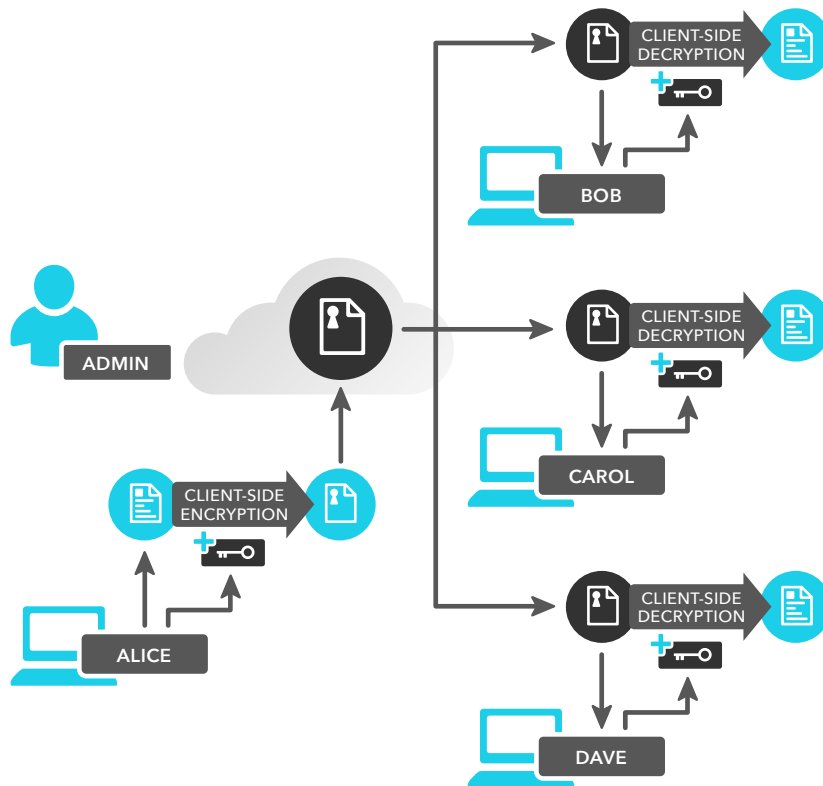 CLIENT-SIDE
DECRYPTION
BOB
ADMIN
CLIENT-SIDE
DECRYPTION
CAROL
CLIENT-SIDE
ENCRYPTION
ALICE
CLIENT-SIDE
DECRYPTION
DAVE